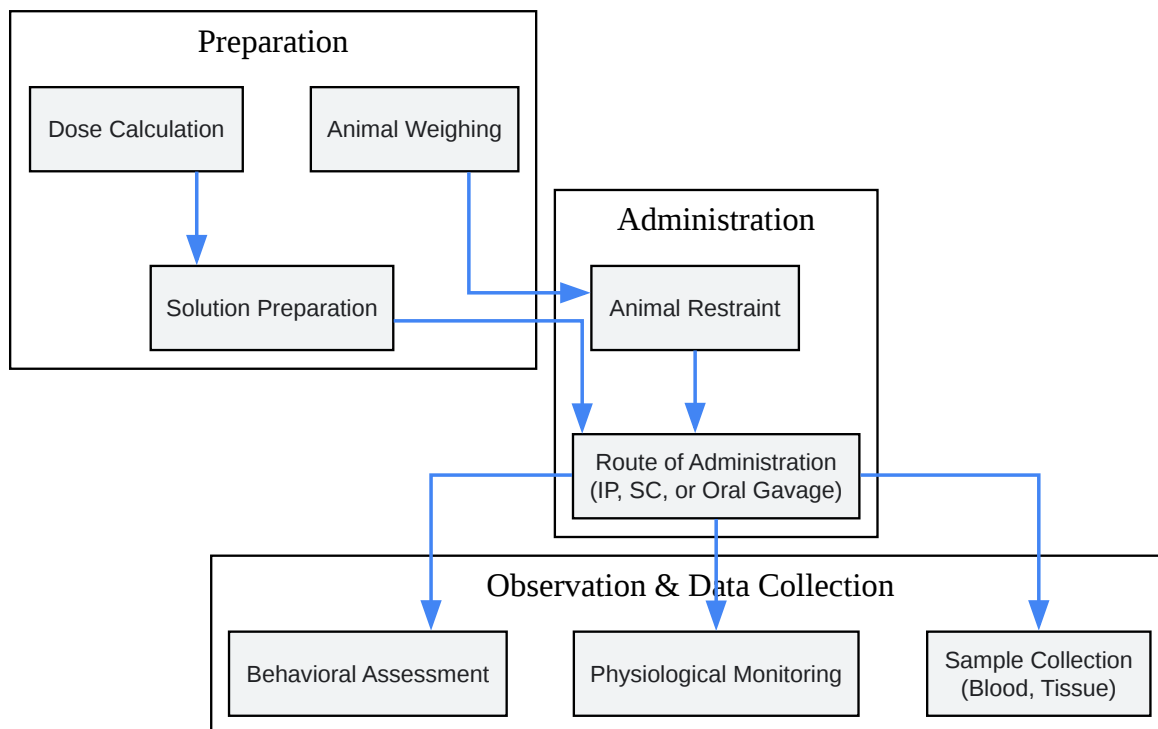 Preparation
Dose Calculation
Animal Weighing
Solution Preparation
Administration
Animal Restraint
Route of Administration
(IP, SC, or Oral Gavage)
Observation & Data Collection
Behavioral Assessment
Physiological Monitoring
Sample Collection
(Blood, Tissue)